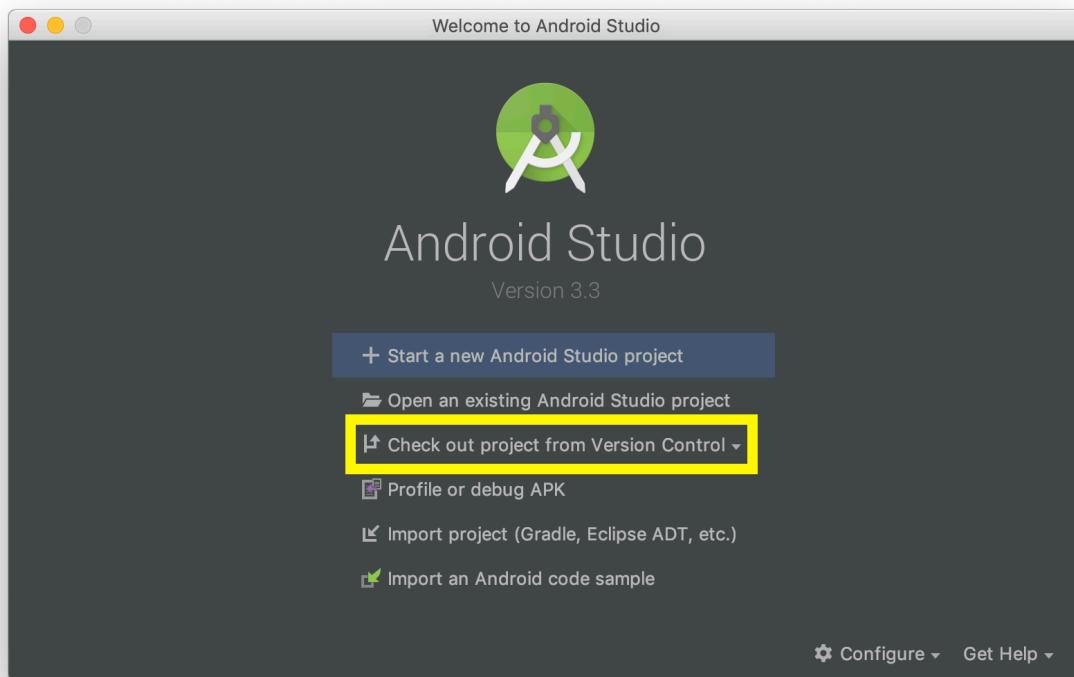 Welcome to Android Studio
Android Studio
Version 3.3
Start a new Android Studio project
Open an existing Android Studio project
Check out project from Version Control
Profile or debug APK
Import project (Gradle, Eclipse ADT, etc.)
Import an Android code sample
Configure Get Help